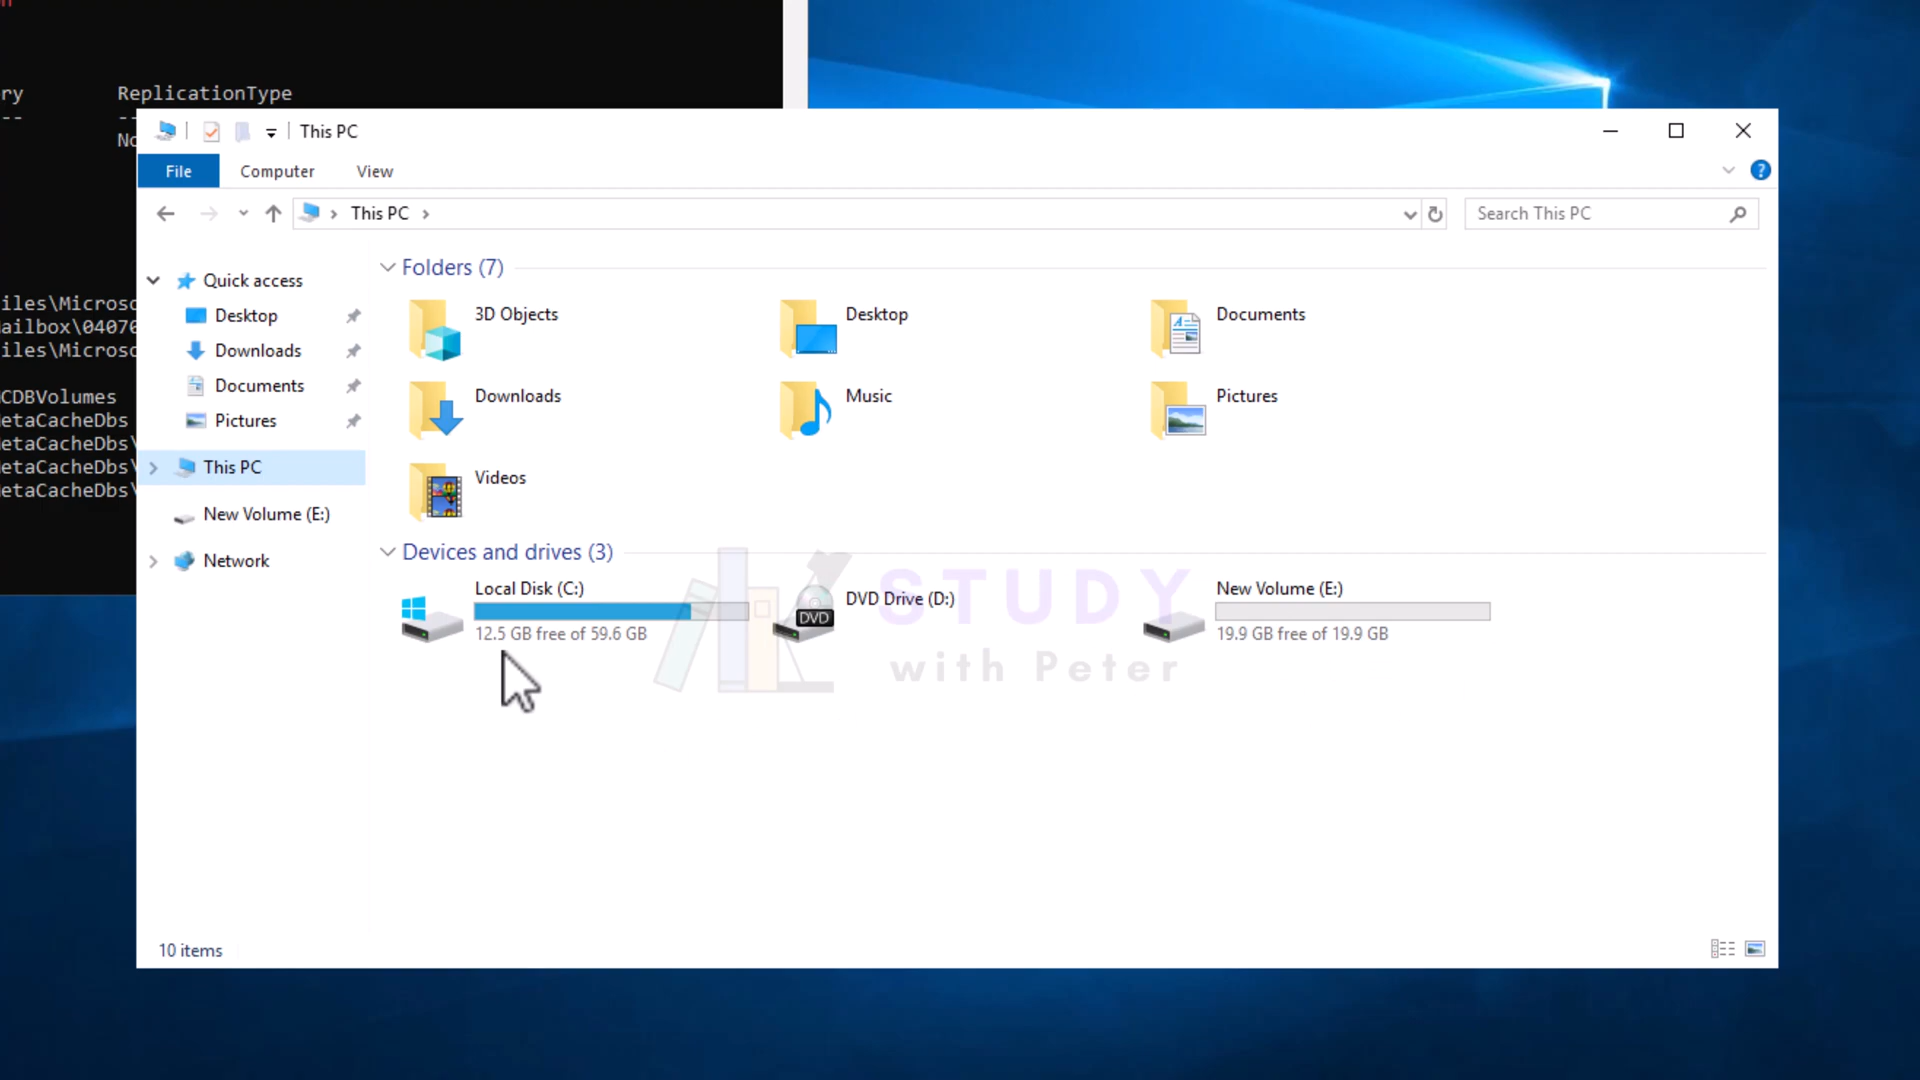 ry ReplicationType
-- --
No
iles\Microso
ailbox\04070
iles\Microso
CDBVolumes
etaCacheDbs
etaCacheDbs\
etaCacheDbs\
etaCacheDbs\
This PC
File Computer View
This PC
Search This PC
Quick access
Desktop
Downloads
Documents
Pictures
This PC
New Volume (E:)
Network
Folders (7)
3D Objects
Desktop
Documents
Downloads
Music
Pictures
Videos
Devices and drives (3)
Local Disk (C:)
12.5 GB free of 59.6 GB
DVD
DVD Drive (D:)
New Volume (E:)
19.9 GB free of 19.9 GB
STUDY
with Peter
10 items